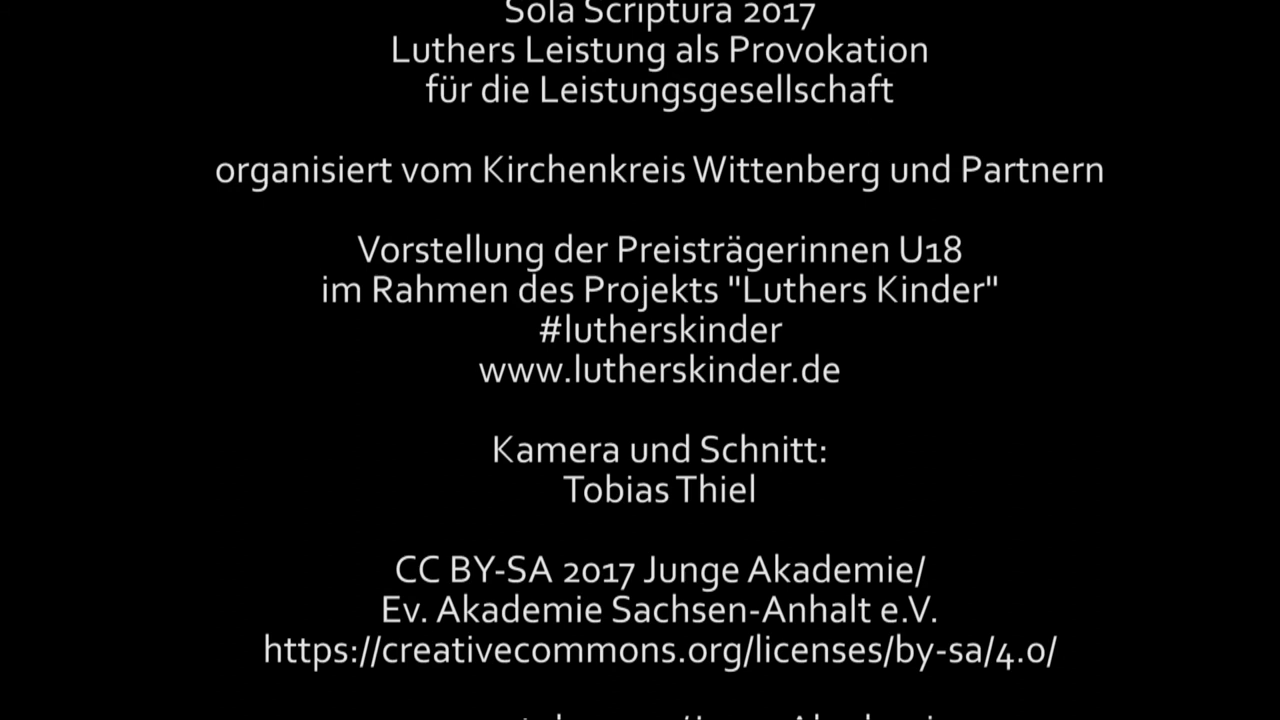 Sola Scriptura 2017
Luthers Leistung als Provokation
für die Leistungsgesellschaft
organisiert vom Kirchenkreis Wittenberg und Partnern
Vorstellung der Preisträgerinnen U18
im Rahmen des Projekts "Luthers Kinder"
#lutherskinder
www.lutherskinder.de
Kamera und Schnitt:
Tobias Thiel
CC BY-SA 2017 Junge Akademie/
Ev. Akademie Sachsen-Anhalt e.V.
https://creativecommons.org/licenses/by-sa/4.0/